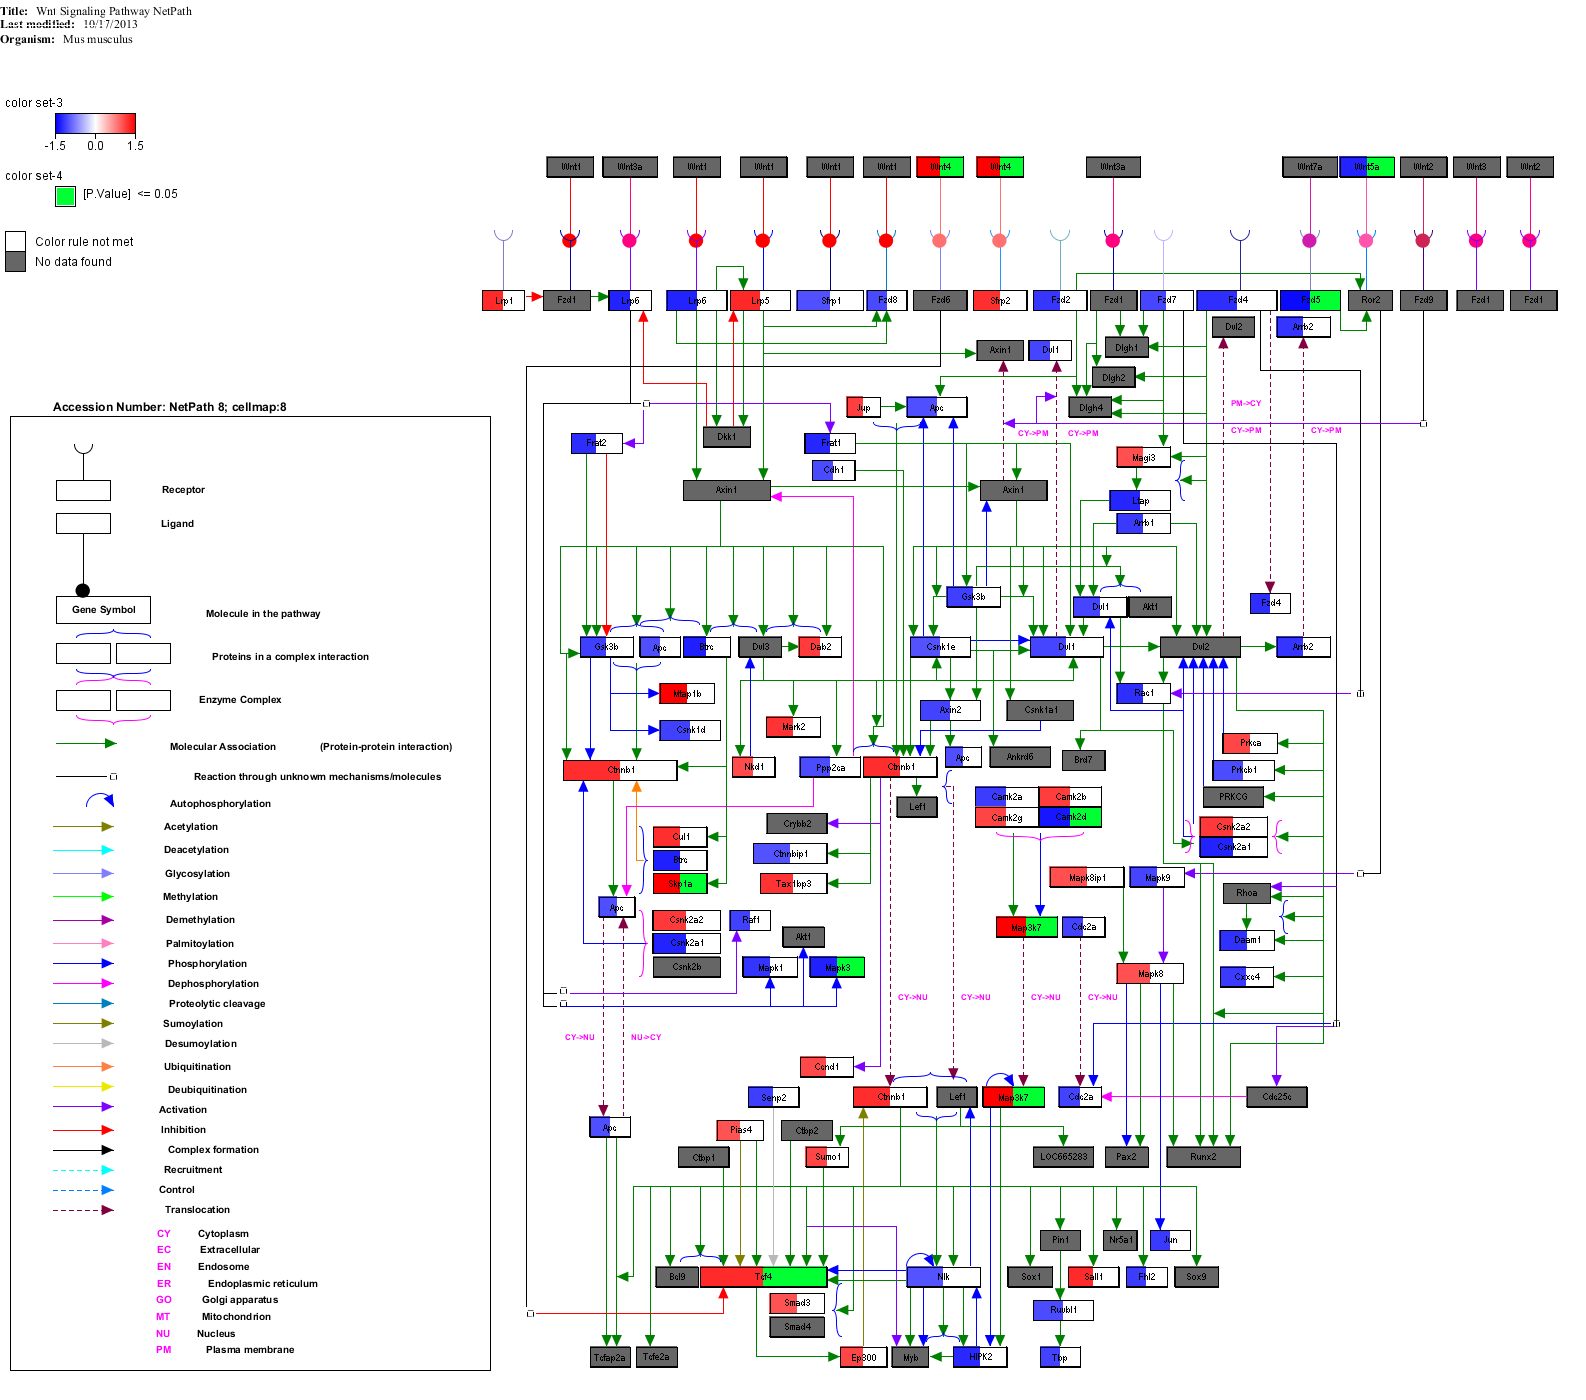 Title: Wnt Signaling Pathway NetPath
Last modified: 10/17/2013
Organism: Mus musculus
color set-3
-1.5 0.0 1.5
color set-4
[P.Value] <= 0.05
Color rule not met
No data found
Wnt1 Wnt3a Wnt1 Wnt1 Wnt1 Wnt1 Wnt4 Wnt4 Wnt3a Wnt7a Wnt5a Wnt2 Wnt3 Wnt2
Lrp1 Fzd1 Lrp6 Lrp6 Lrp5 Sfrp1 Fzd8 Fzd6 Sfrp2 Fzd2 Fzd1 Fzd7 Fzd4 Fzd5 Ror2 Fzd9 Fzd1 Fzd1
Dvl2 Arrb2
Axin1 Dvl1 Dlgh1
Dlgh2
Accession Number: NetPath 8; cellmap:8
Jup Apc Dlgh4 PM->CY
CY->PM CY->PM CY->PM CY->PM
Frat2 Dkk1 Frat1
Cdh1 Magi3
Receptor
Axin1 Axin1 Ltap
Ligand
Arrb1
Gene Symbol
Molecule in the pathway
Gsk3b Dvl1 Akt1 Fzd4
Proteins in a complex interaction
Gsk3b Apc Btrc Dvl3 Dab2 Csnk1e Dvl1 Dvl2 Arrb2
Enzyme Complex
Mtap1b Rac1
Axin2 Csnk1a1
Csnk1d Mark2
Molecular Association (Protein-protein interaction)
Prkca
Ctnnb1 Nkd1 Ppp2ca Ctnnb1 Apc Ankrd6 Brd7 Prkcb1
Reaction through unknown mechanisms/molecules
Left1 Camk2a Camk2b PRKCG
Autophosphorylation
Camk2g Camk2d
Acetylation
Cul1 Crybb2 Csnk2a2
Deacetylation
Btrc Ctnnbip1 Csnk2a1
Glycosylation
Skp1a Tax1bp3 Mapk8ip1 Mapk9
Methylation
Apc Rhoa
Demethylation
Csnk2a2 Raf1 Map3k7 Cdc2a
Palmitoylation
Csnk2a1 Akt1 Daam1
Phosphorylation
Csnk2b Mapk1 Mapk3 Mapk8 Cxxc4
Dephosphorylation
CY->NU CY->NU CY->NU CY->NU
Proteolytic cleavage
Sumoylation
CY->NU NU->CY
Desumoylation
Ubiquitination
Ccnd1
Deubiquitination
Senp2 Ctnnb1 Lef1 Map3k7 Cdc2a Cdc25c
Activation
Inhibition
Apc Pias4 Ctbp2
Complex formation
Ctbp1 Sumo1 LOC665283 Pax2 Runx2
Recruitment
Control
Translocation
CY Cytoplasm
Pin1 Nr5a1 Jun
EC Extracellular
EN Endosome
Bcl9 Tcf4 Nlk Sox1 Sall1 Fhl2 Sox9
ER Endoplasmic reticulum
GO Golgi apparatus
Smad3 Ruvbl1
MT Mitochondrion
Smad4
NU Nucleus
PM Plasma membrane
Tcfap2a Tcfe2a Ep300 Myb HIPK2 Tbp